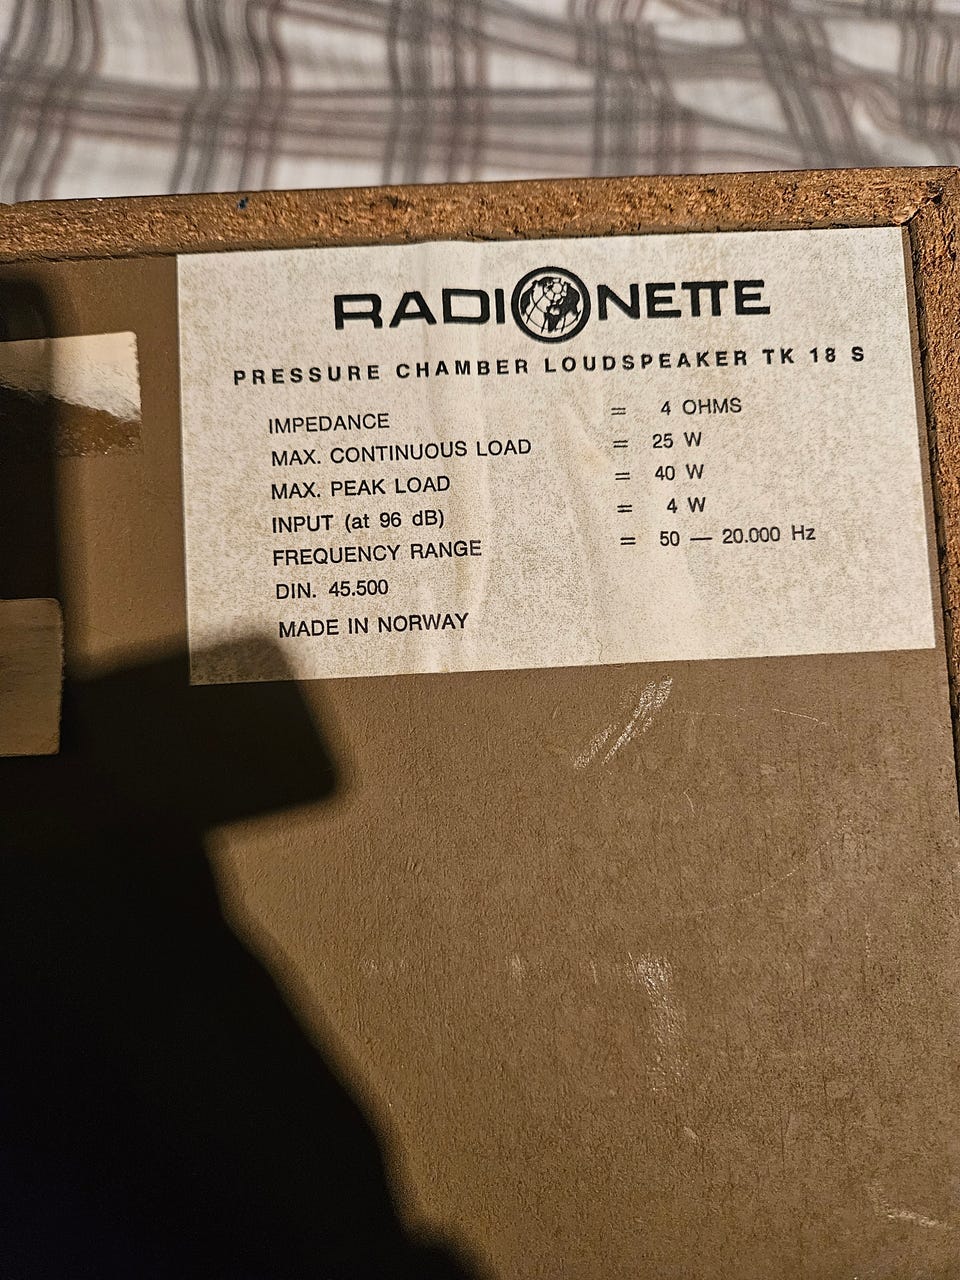 RADIONETTE
PRESSURE CHAMBER LOUDSPEAKER TK 18 S
IMPEDANCE = 4 OHMS
MAX. CONTINUOUS LOAD = 25 W
MAX. PEAK LOAD = 40 W
INPUT (at 96 dB) = 4 W
FREQUENCY RANGE = 50 — 20.000 Hz
DIN. 45.500
MADE IN NORWAY